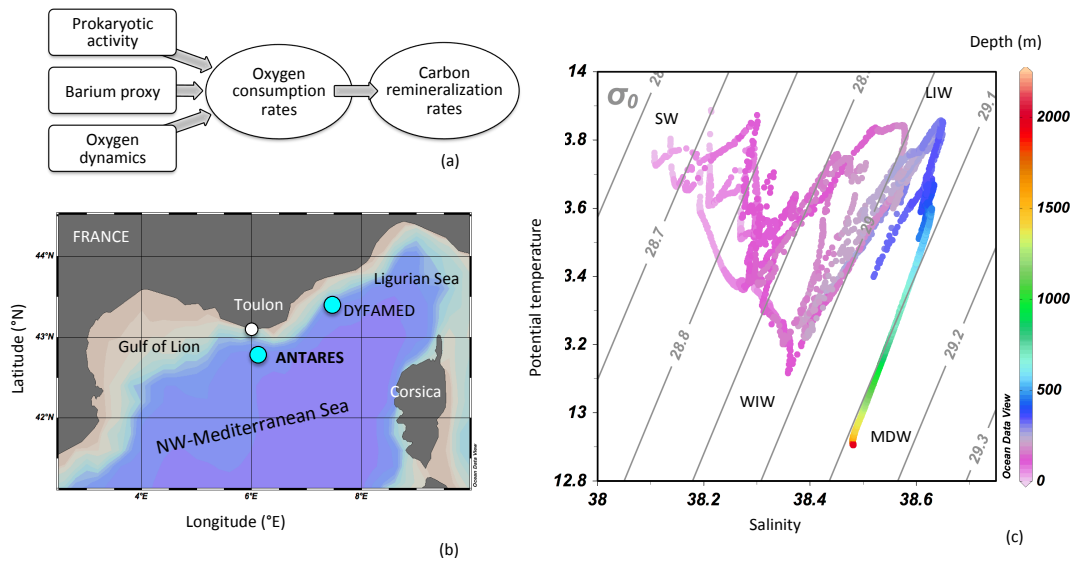 Prokaryotic
activity
Barium proxy
Oxygen
dynamics
Oxygen
consumption
rates
Carbon
remineralization
rates
(a)
FRANCE
Toulon
Ligurian Sea
DYFAMED
Gulf of Lion
ANTARES
Corsica
NW-Mediterranean Sea
44°N
43°N
42°N
Latitude (°N)
4°E
6°E
8°E
Longitude (°E)
Ocean Data View
(b)
Depth (m)
σ0
SW
LIW
WIW
MDW
28.7
28.8
29.1
29.2
29.3
14
3.8
3.6
3.4
3.2
13
12.8
Potential temperature
38
38.2
38.4
38.6
Salinity
2000
1500
1000
500
0
Ocean Data View
(c)